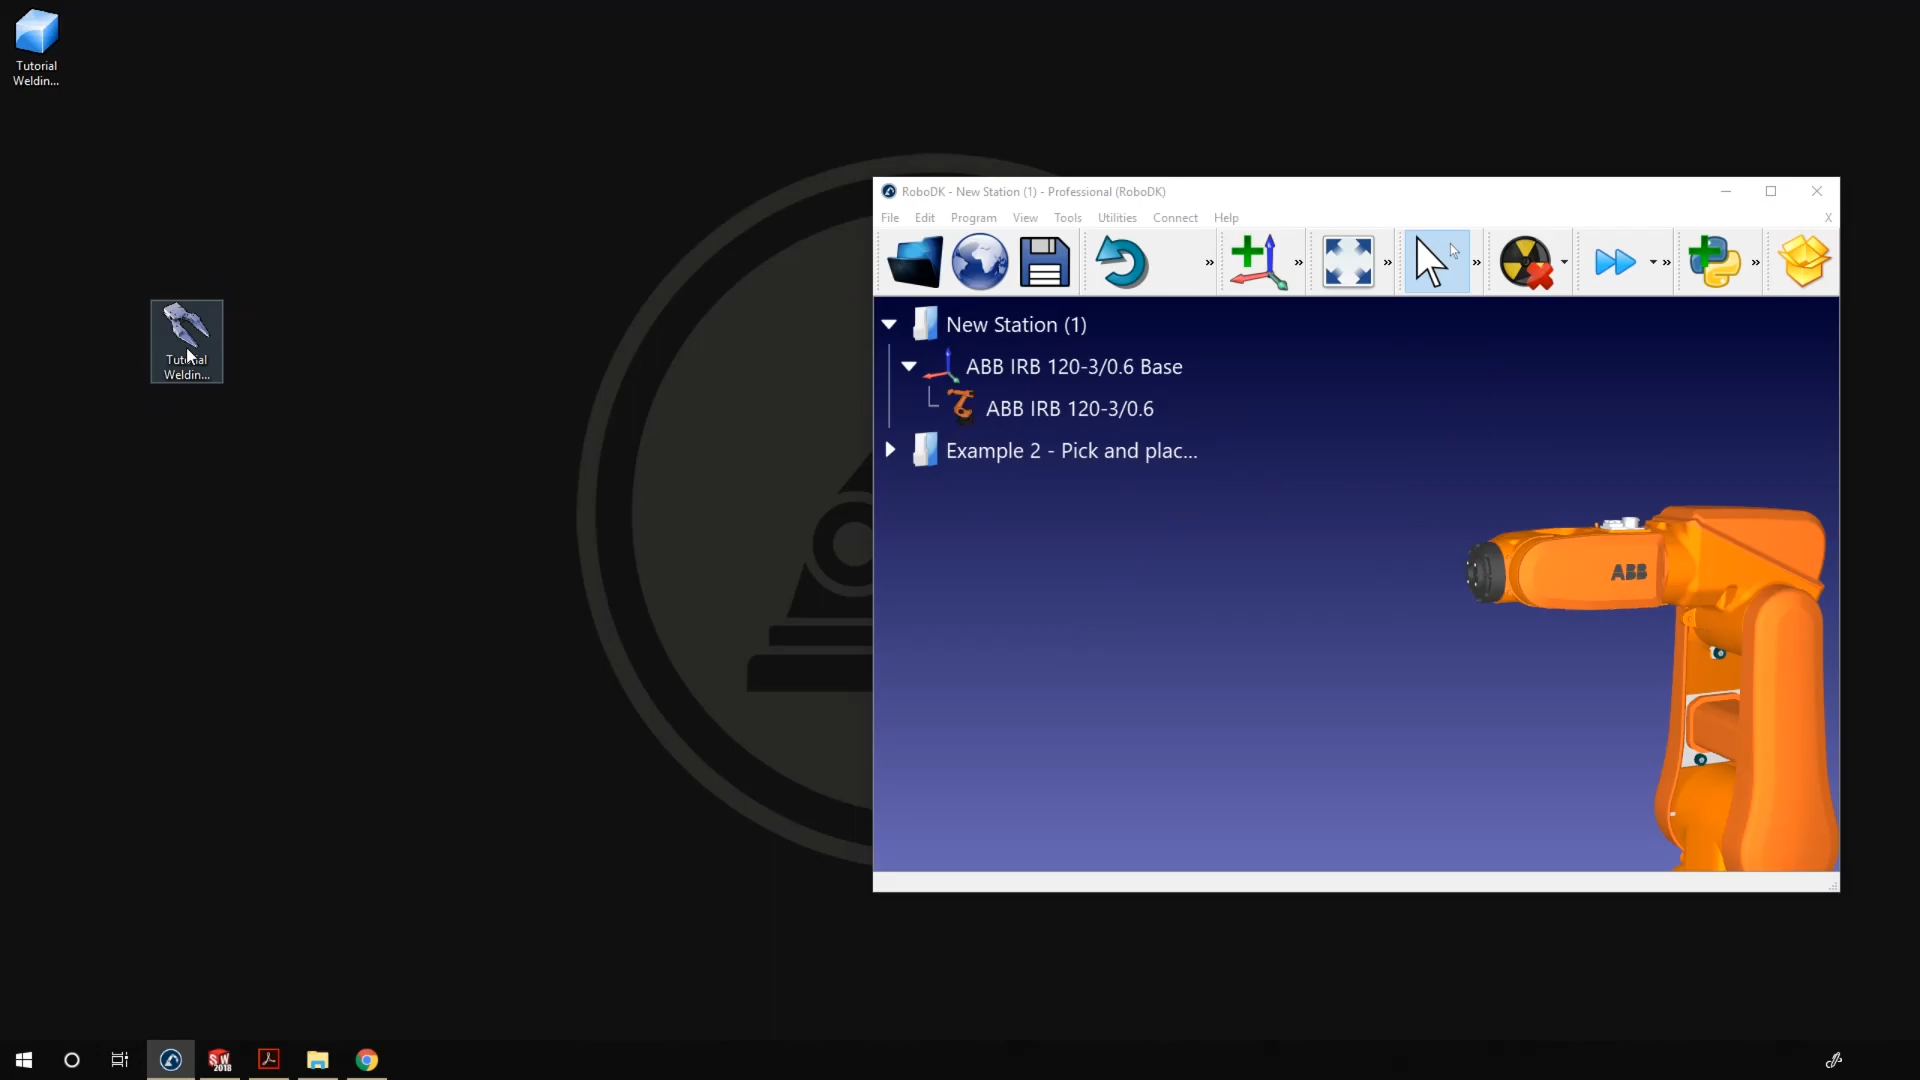 Tutorial
Weldin...
Tutorial
Weldin...
RoboDK - New Station (1) - Professional (RoboDK)
File Edit Program View Tools Utilities Connect Help X
New Station (1)
ABB IRB 120-3/0.6 Base
ABB IRB 120-3/0.6
Example 2 - Pick and plac...
ABB
SW
2018